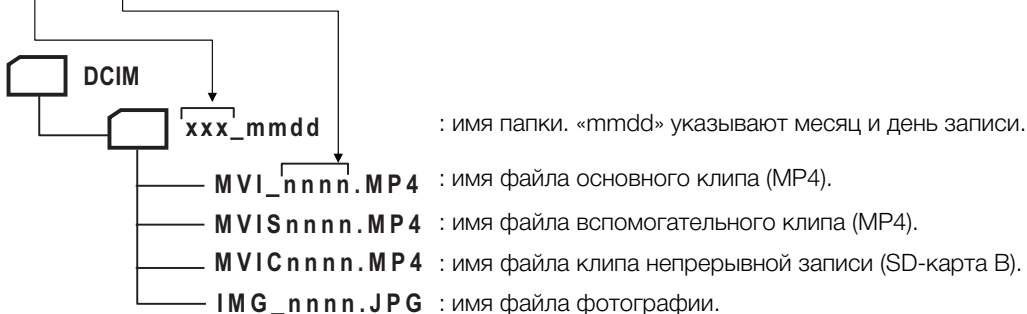 DCIM
xxx_mmdd : имя папки. «mmdd» указывают месяц и день записи.
MVI_nnnn.MP4 : имя файла основного клипа (MP4).
MVISnnnn.MP4 : имя файла вспомогательного клипа (MP4).
MVICnnnn.MP4 : имя файла клипа непрерывной записи (SD-карта B).
IMG_nnnn.JPG : имя файла фотографии.